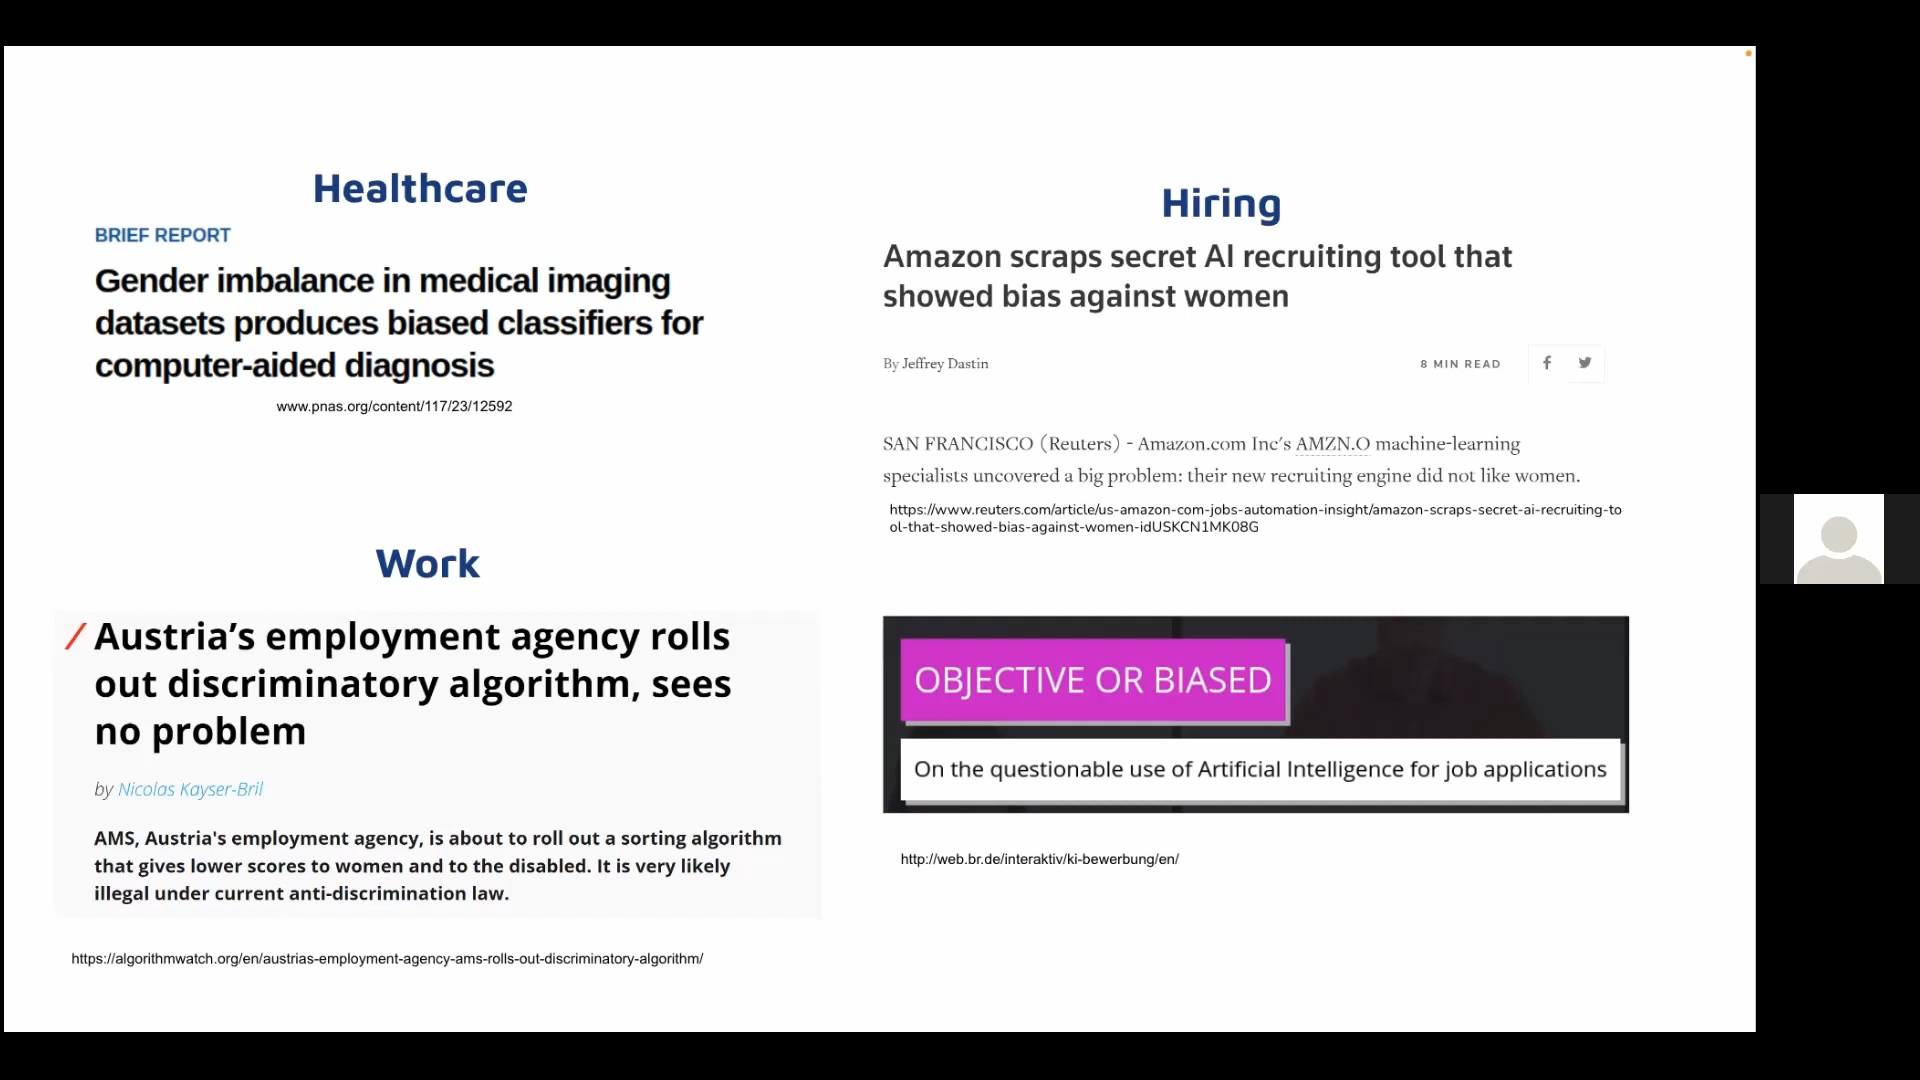 Healthcare
BRIEF REPORT
Gender imbalance in medical imaging
datasets produces biased classifiers for
computer-aided diagnosis
www.pnas.org/content/117/23/12592
Work
Austria’s employment agency rolls
out discriminatory algorithm, sees
no problem
by Nicolas Kayser-Bril
AMS, Austria's employment agency, is about to roll out a sorting algorithm
that gives lower scores to women and to the disabled. It is very likely
illegal under current anti-discrimination law.
https://algorithmwatch.org/en/austrias-employment-agency-ams-rolls-out-discriminatory-algorithm/
Hiring
Amazon scraps secret AI recruiting tool that
showed bias against women
By Jeffrey Dastin
8 MIN READ
SAN FRANCISCO (Reuters) - Amazon.com Inc’s AMZN.O machine-learning
specialists uncovered a big problem: their new recruiting engine did not like women.
https://www.reuters.com/article/us-amazon-com-jobs-automation-insight/amazon-scraps-secret-ai-recruiting-to
ol-that-showed-bias-against-women-idUSKCN1MK08G
OBJECTIVE OR BIASED
On the questionable use of Artificial Intelligence for job applications
http://web.br.de/interaktiv/ki-bewerbung/en/